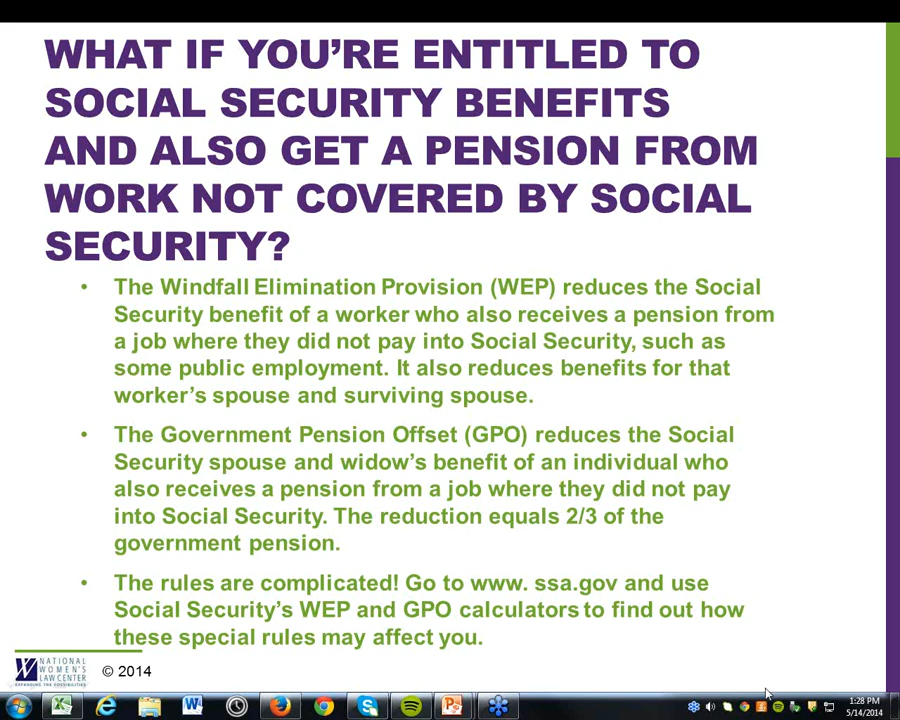 WHAT IF YOU'RE ENTITLED TO
SOCIAL SECURITY BENEFITS
AND ALSO GET A PENSION FROM
WORK NOT COVERED BY SOCIAL
SECURITY?
• The Windfall Elimination Provision (WEP) reduces the Social
Security benefit of a worker who also receives a pension from
a job where they did not pay into Social Security, such as
some public employment. It also reduces benefits for that
worker's spouse and surviving spouse.
• The Government Pension Offset (GPO) reduces the Social
Security spouse and widow's benefit of an individual who
also receives a pension from a job where they did not pay
into Social Security. The reduction equals 2/3 of the
government pension.
• The rules are complicated! Go to www. ssa.gov and use
Social Security's WEP and GPO calculators to find out how
these special rules may affect you.
NATIONAL
WOMEN'S
LAW CENTER
EXPANDING THE POSSIBILITIES
© 2014
1:28 PM
5/14/2014